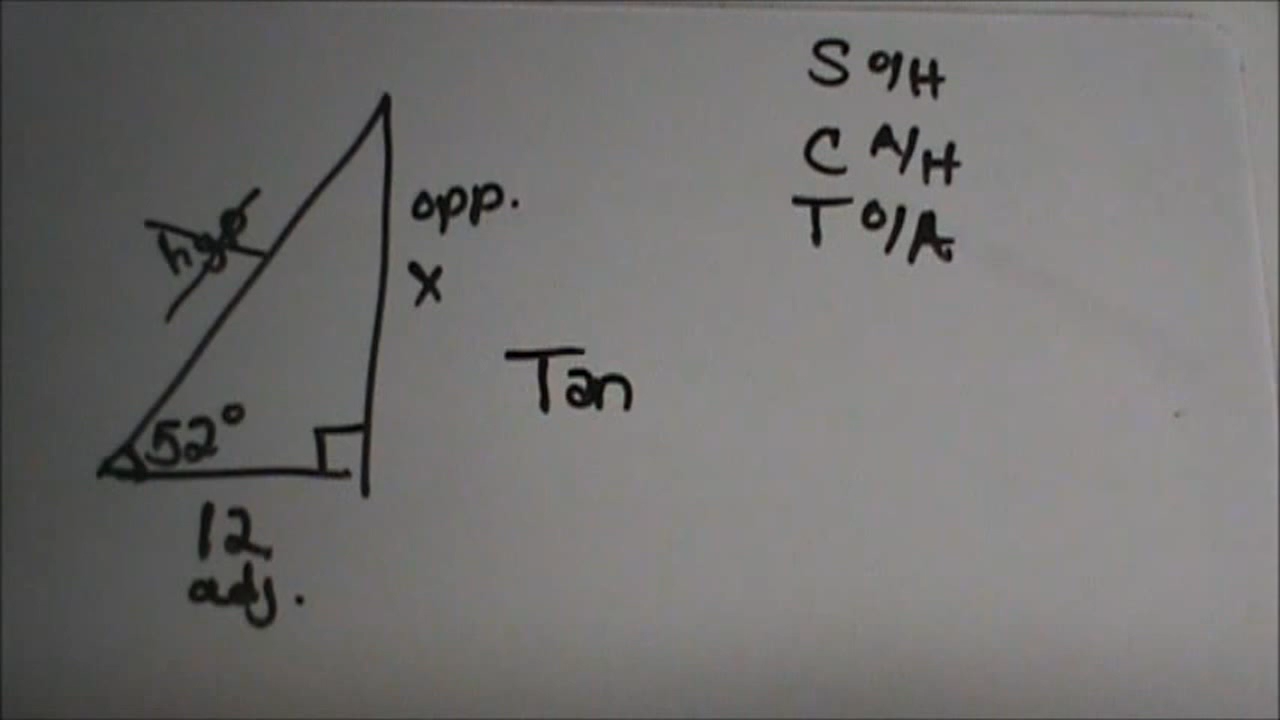 S O/H
C A/H
T O/A
opp.
hyp
x
Tan
52°
12
adj.